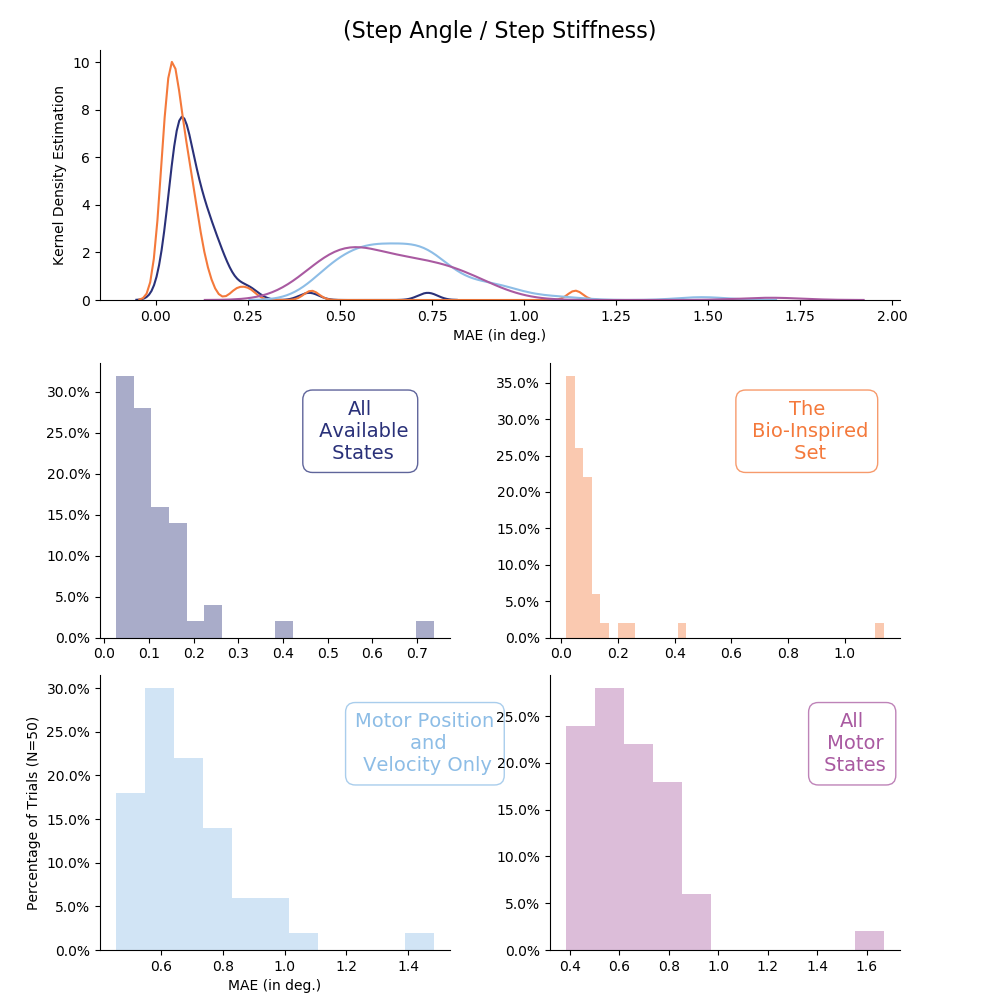 (Step Angle / Step Stiffness)
Kernel Density Estimation
10
8
6
4
2
0
0.00 0.25 0.50 0.75 1.00 1.25 1.50 1.75 2.00
MAE (in deg.)
30.0%
25.0%
20.0%
15.0%
10.0%
5.0%
0.0%
0.0 0.1 0.2 0.3 0.4 0.5 0.6 0.7
All
Available
States
35.0%
30.0%
25.0%
20.0%
15.0%
10.0%
5.0%
0.0%
0.0 0.2 0.4 0.6 0.8 1.0
The
Bio-Inspired
Set
Percentage of Trials (N=50)
30.0%
25.0%
20.0%
15.0%
10.0%
5.0%
0.0%
0.6 0.8 1.0 1.2 1.4
MAE (in deg.)
Motor Position
and
Velocity Only
25.0%
20.0%
15.0%
10.0%
5.0%
0.0%
0.4 0.6 0.8 1.0 1.2 1.4 1.6
All
Motor
States